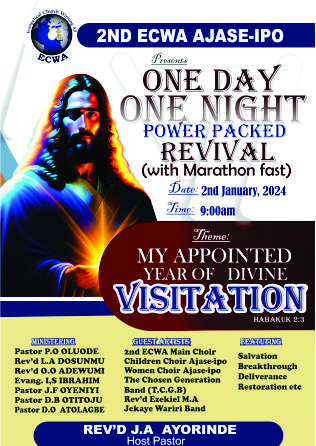 Evangelical Church Winning All
ECWA
2ND ECWA AJASE-IPO
Presents
ONE DAY
ONE NIGHT
POWER PACKED
REVIVAL
(with Marathon fast)
Date: 2nd January, 2024
Time: 9:00am
Theme:
MY APPOINTED
YEAR OF DIVINE
VISITATION
HABAKUK 2:3
MINISTERING
Pastor P.O OLUODE
Rev'd L.A DOSUNMU
Rev'd O.O ADEWUMI
Evang. I,S IBRAHIM
Pastor J.F OYENIYI
Pastor D.B OTITOJU
Pastor D.O ATOLAGBE
GUEST ARTISTS
2nd ECWA Main Choir
Children Choir Ajase-ipo
Women Choir Ajase-ipo
The Chosen Generation
Band (T.C.G.B)
Rev'd Ezekiel M.A
Jekaye Wariri Band
FEATURING
Salvation
Breakthrough
Deliverance
Restoration etc
REV'D J.A AYORINDE
Host Pastor